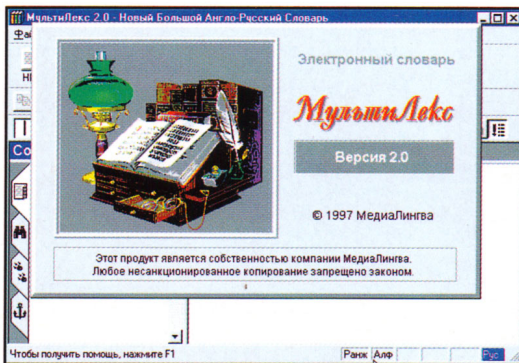 МультиЛекс 2.0 - Новый Большой Англо-Русский Словарь
Электронный словарь
МультиЛекс
Версия 2.0
© 1997 МедиаЛингва
Этот продукт является собственностью компании МедиаЛингва.
Любое несанкционированное копирование запрещено законом.
Чтобы получить помощь, нажмите F1
Ранж Алф
Рус